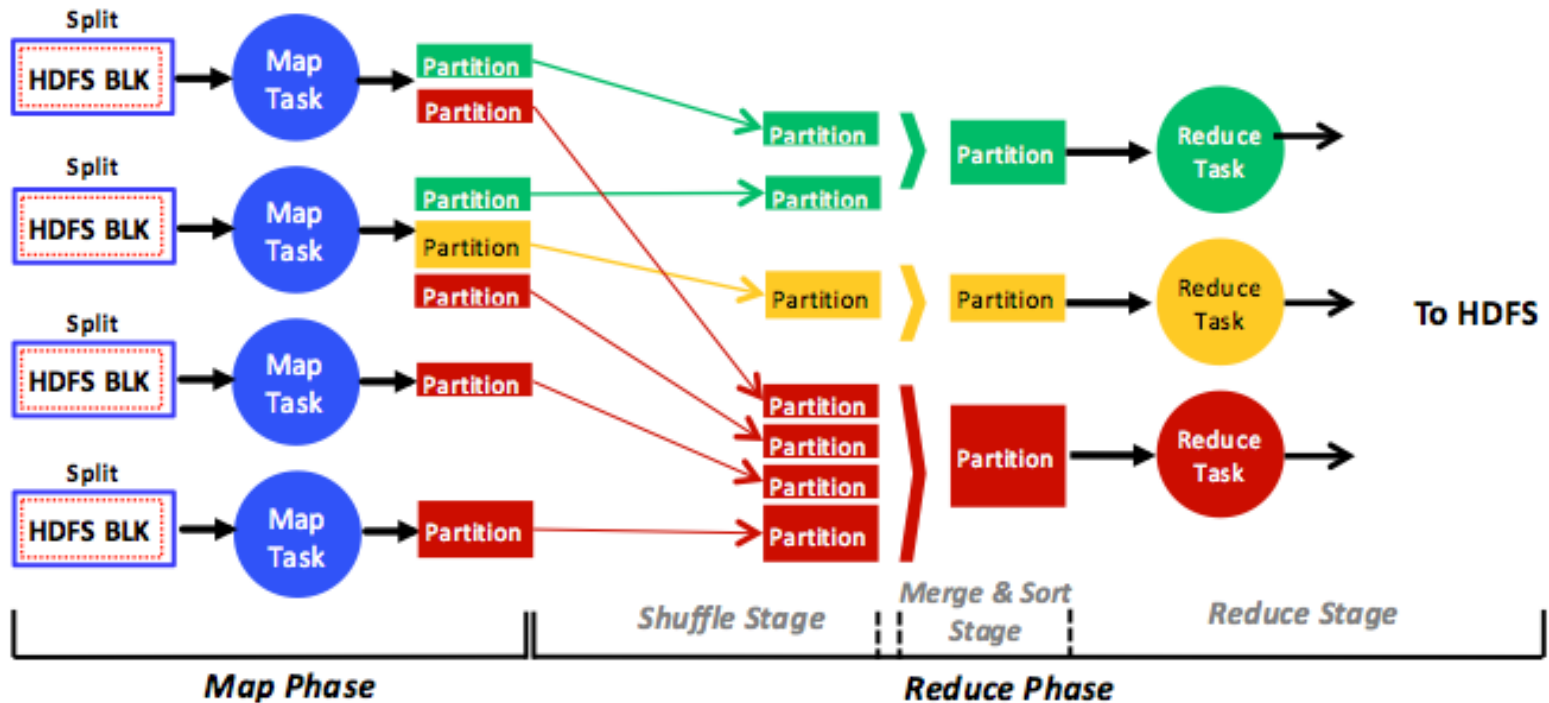 Split
HDFS BLK
Map
Task
Partition
Partition
Split
HDFS BLK
Map
Task
Partition
Partition
Partition
Split
HDFS BLK
Map
Task
Partition
Split
HDFS BLK
Map
Task
Partition
Partition
Partition
Partition
Partition
Partition
Partition
Partition
Partition
Reduce
Task
Partition
Reduce
Task
Partition
Reduce
Task
To HDFS
Shuffle Stage
Merge & Sort
Stage
Reduce Stage
Map Phase
Reduce Phase